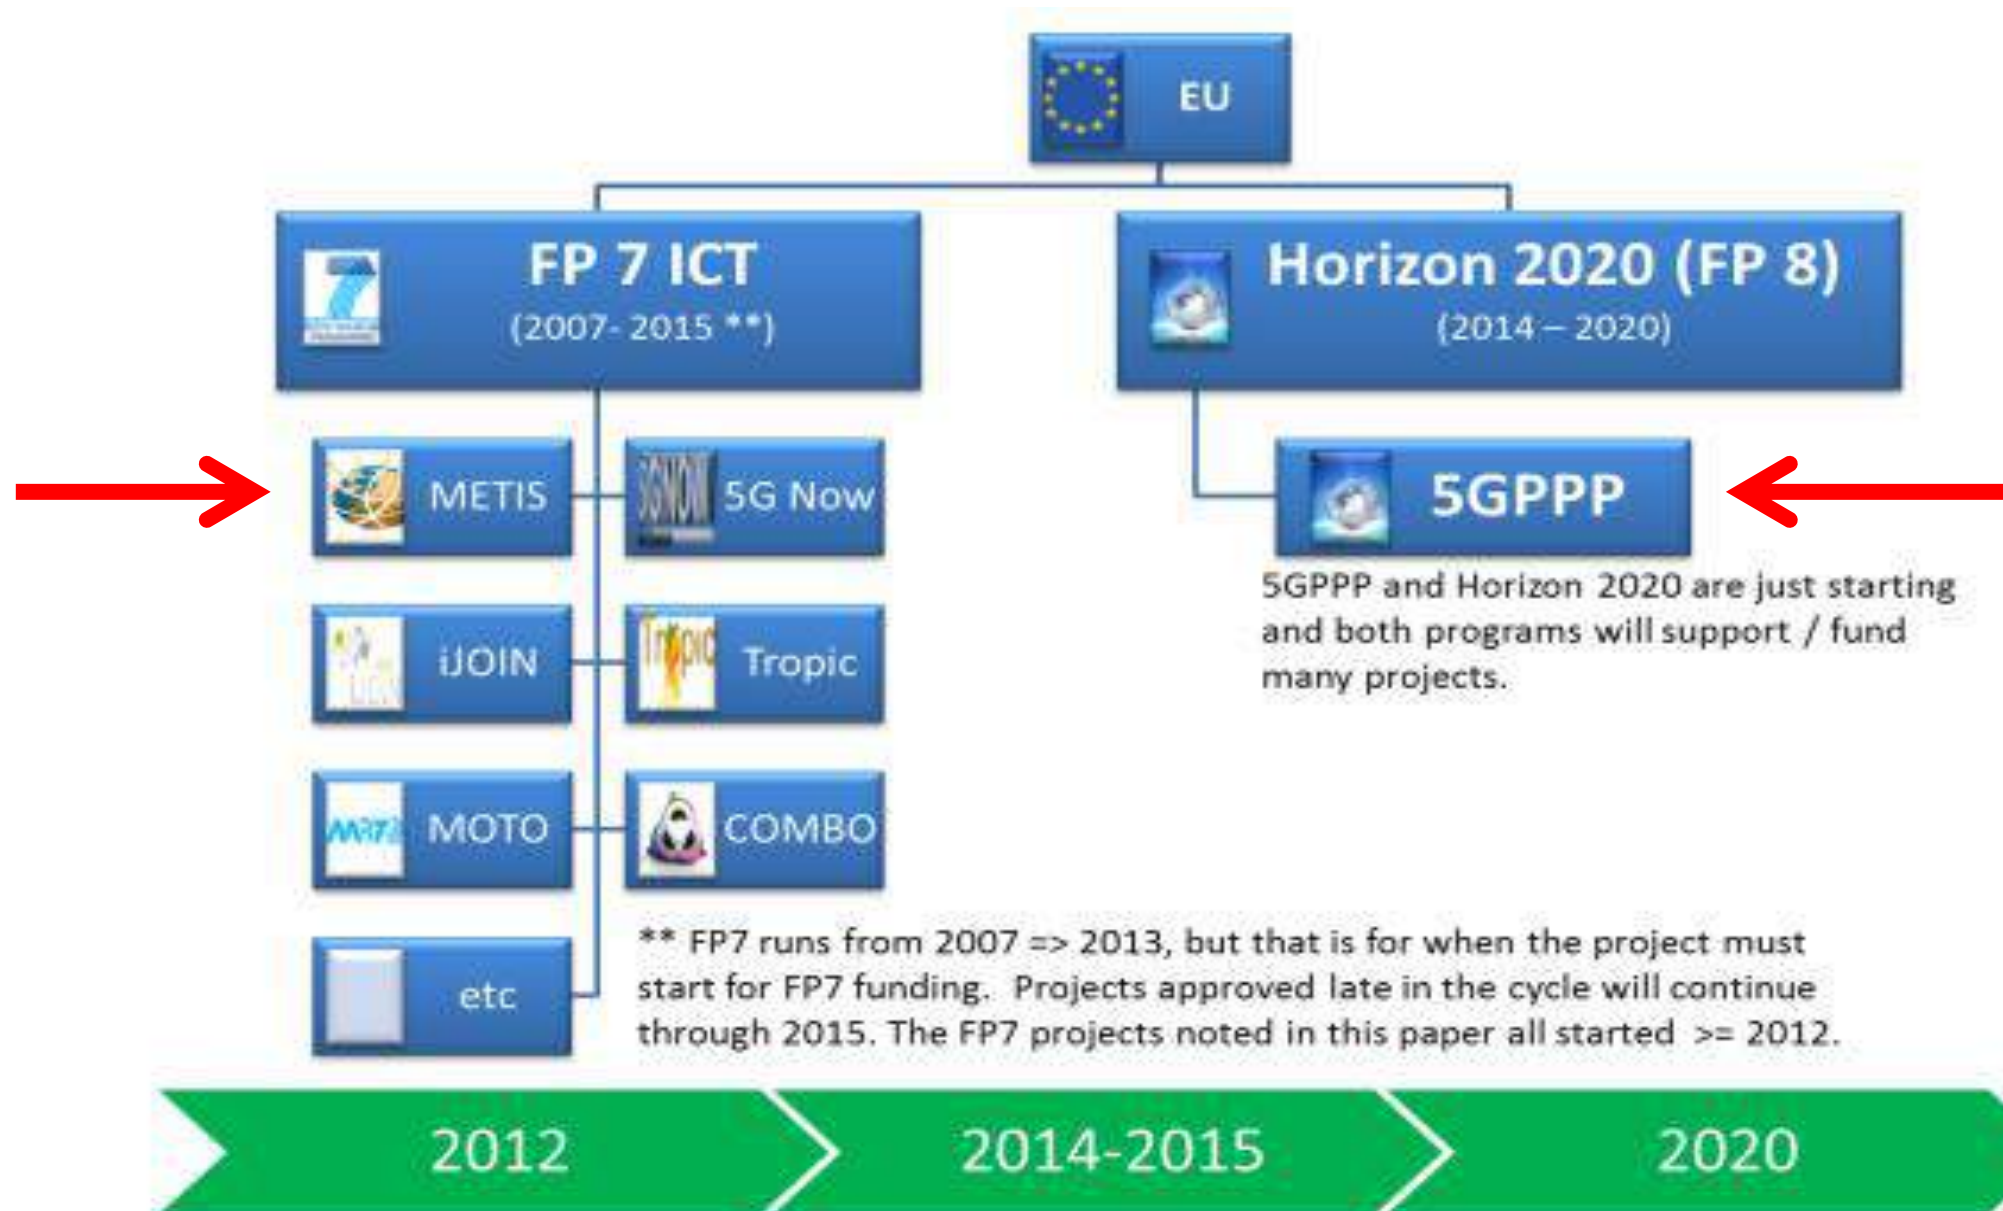 EU
FP 7 ICT
(2007- 2015 **)
Horizon 2020 (FP 8)
(2014 – 2020)
METIS
5G Now
5GPPP
5GPPP and Horizon 2020 are just starting
and both programs will support / fund
many projects.
iJOIN
Tropic
Tropic
MOTO
COMBO
etc
** FP7 runs from 2007 => 2013, but that is for when the project must
start for FP7 funding. Projects approved late in the cycle will continue
through 2015. The FP7 projects noted in this paper all started >= 2012.
2012
2014-2015
2020